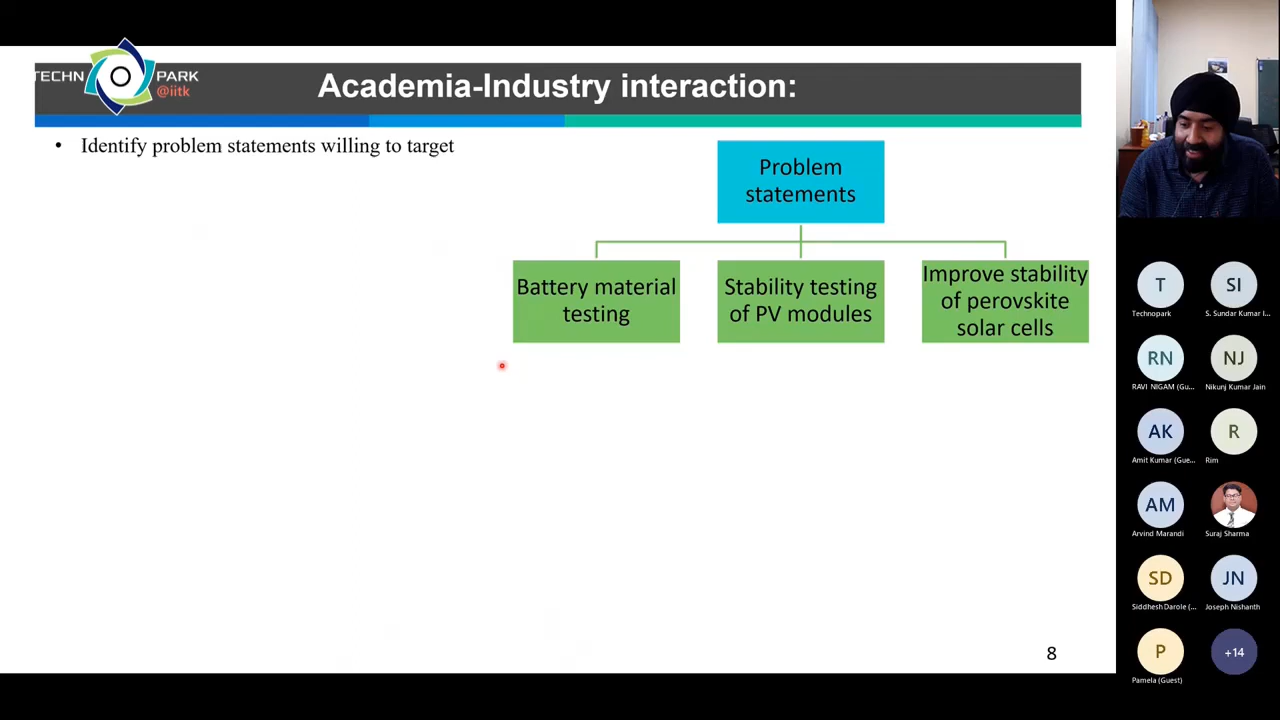 TECHN PARK
@iitk
Academia-Industry interaction:
• Identify problem statements willing to target
Problem
statements
Battery material
testing
Stability testing
of PV modules
Improve stability
of perovskite
solar cells
8
T
SI
Technopark
S. Sundar Kumar I...
RN
NJ
RAVI NIGAM (Gu...
Nikunj Kumar Jain
AK
R
Amit Kumar (Gue...
Rim
AM
Arvind Marandi
Suraj Sharma
SD
JN
Siddhesh Darole (...
Joseph Nishanth
P
+14
Pamela (Guest)